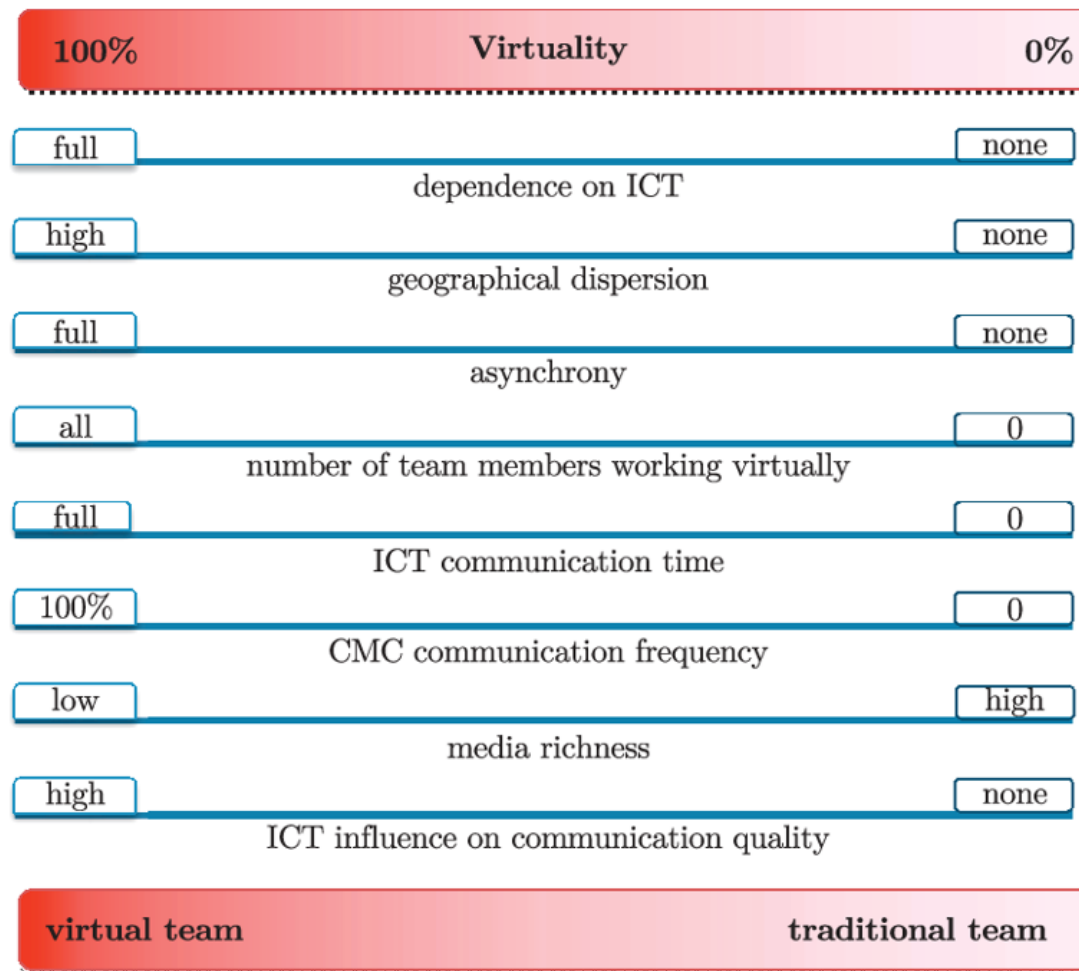 100% Virtuality 0%
full none
dependence on ICT
high none
geographical dispersion
full none
asynchrony
all 0
number of team members working virtually
full 0
ICT communication time
100% 0
CMC communication frequency
low high
media richness
high none
ICT influence on communication quality
virtual team traditional team